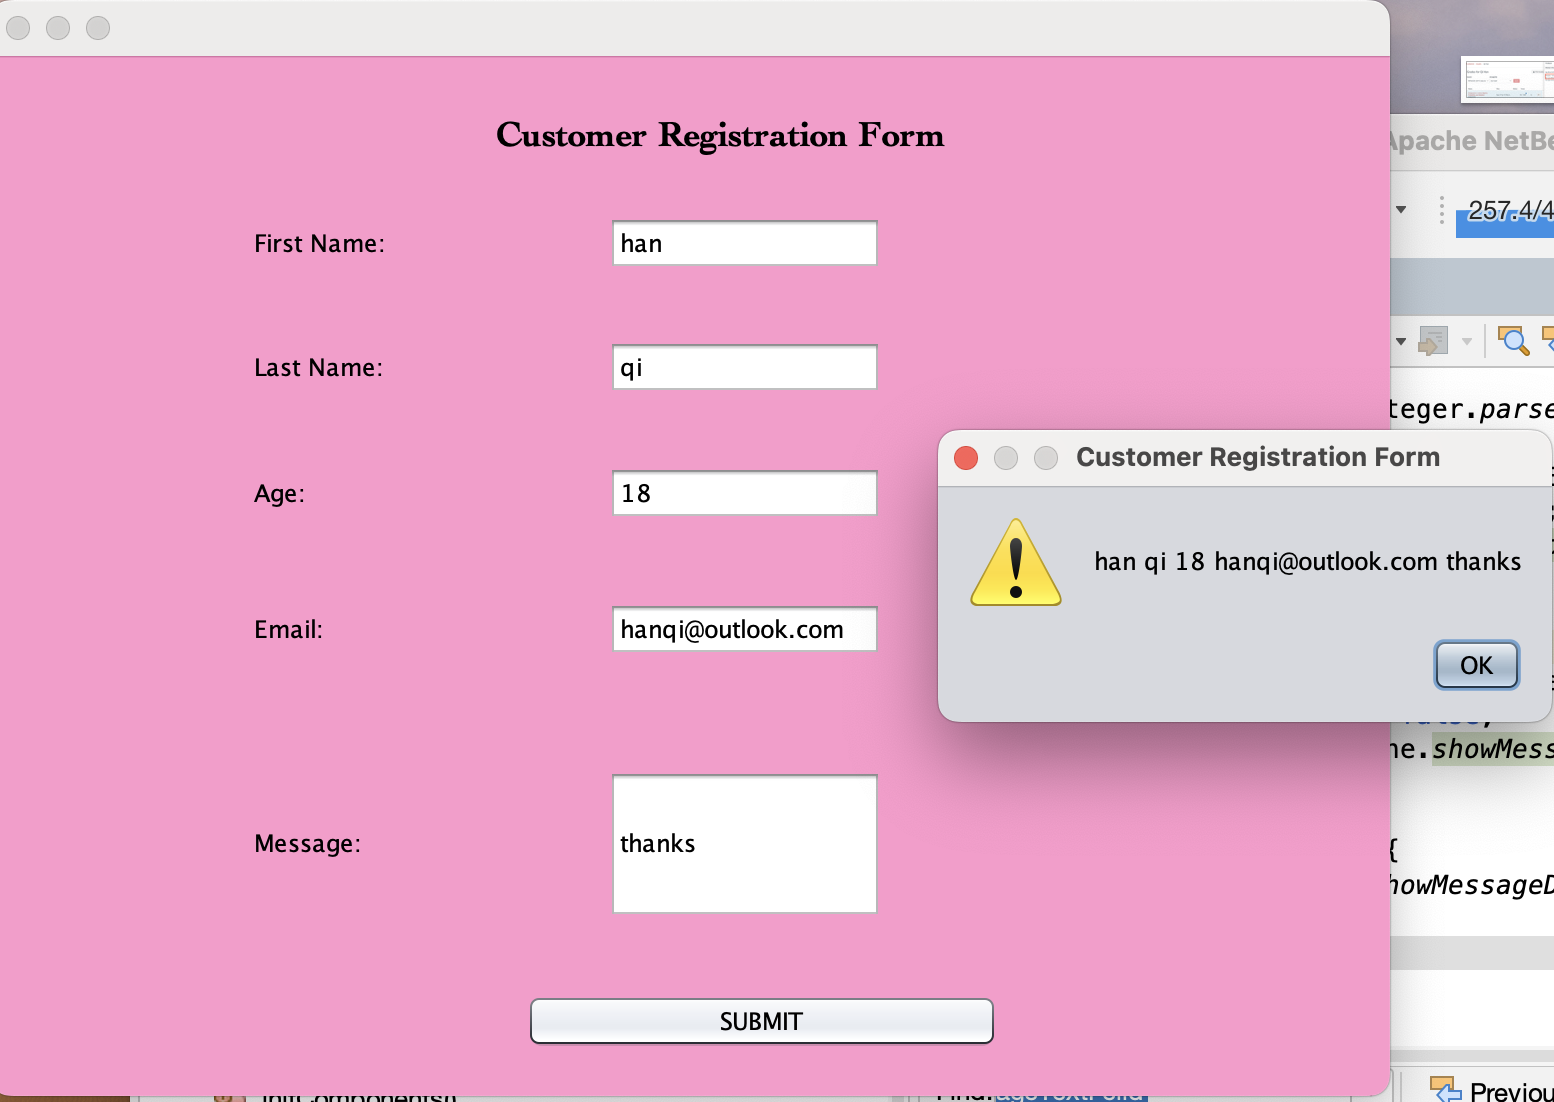 Customer Registration Form
First Name:
han
Last Name:
qi
Age:
18
Email:
hanqi@outlook.com
Message:
thanks
SUBMIT
Customer Registration Form
han qi 18 hanqi@outlook.com thanks
OK
Apache NetBe
257.4/4
teger.parse
ne.showMess
{
howMessageD
Previou